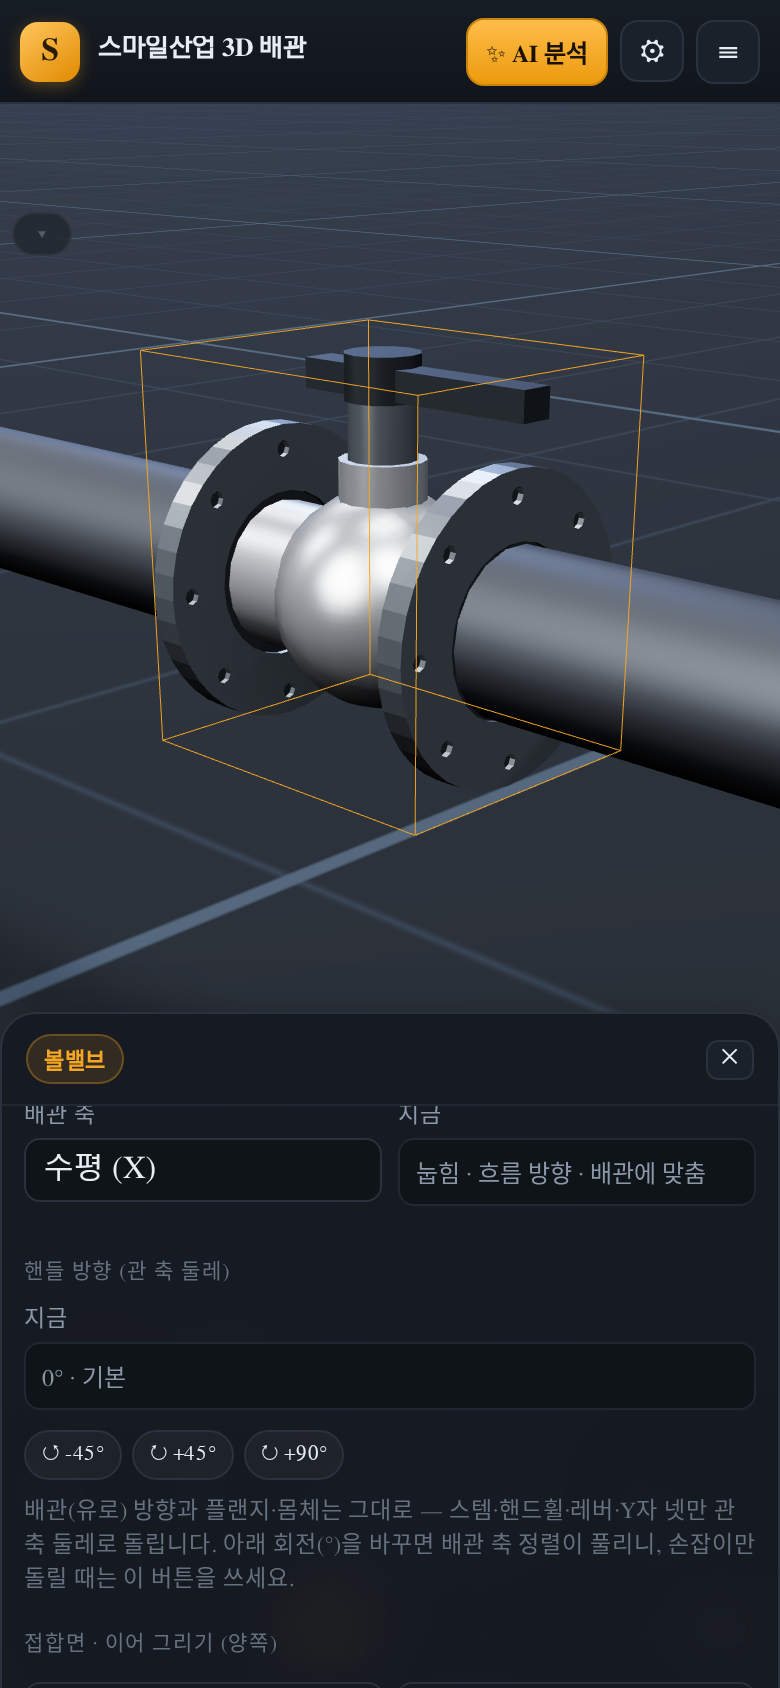 S
스마일산업 3D 배관
AI 분석
볼밸브
배관 축
지금
수평 (X)
눕힘 · 흐름 방향 · 배관에 맞춤
핸들 방향 (관 축 둘레)
지금
0° · 기본
↺ -45°
↻ +45°
↻ +90°
배관(유로) 방향과 플랜지·몸체는 그대로 — 스템·핸드휠·레버·Y자 넷만 관
축 둘레로 돌립니다. 아래 회전(°)을 바꾸면 배관 축 정렬이 풀리니, 손잡이만
돌릴 때는 이 버튼을 쓰세요.
접합면 · 이어 그리기 (양쪽)